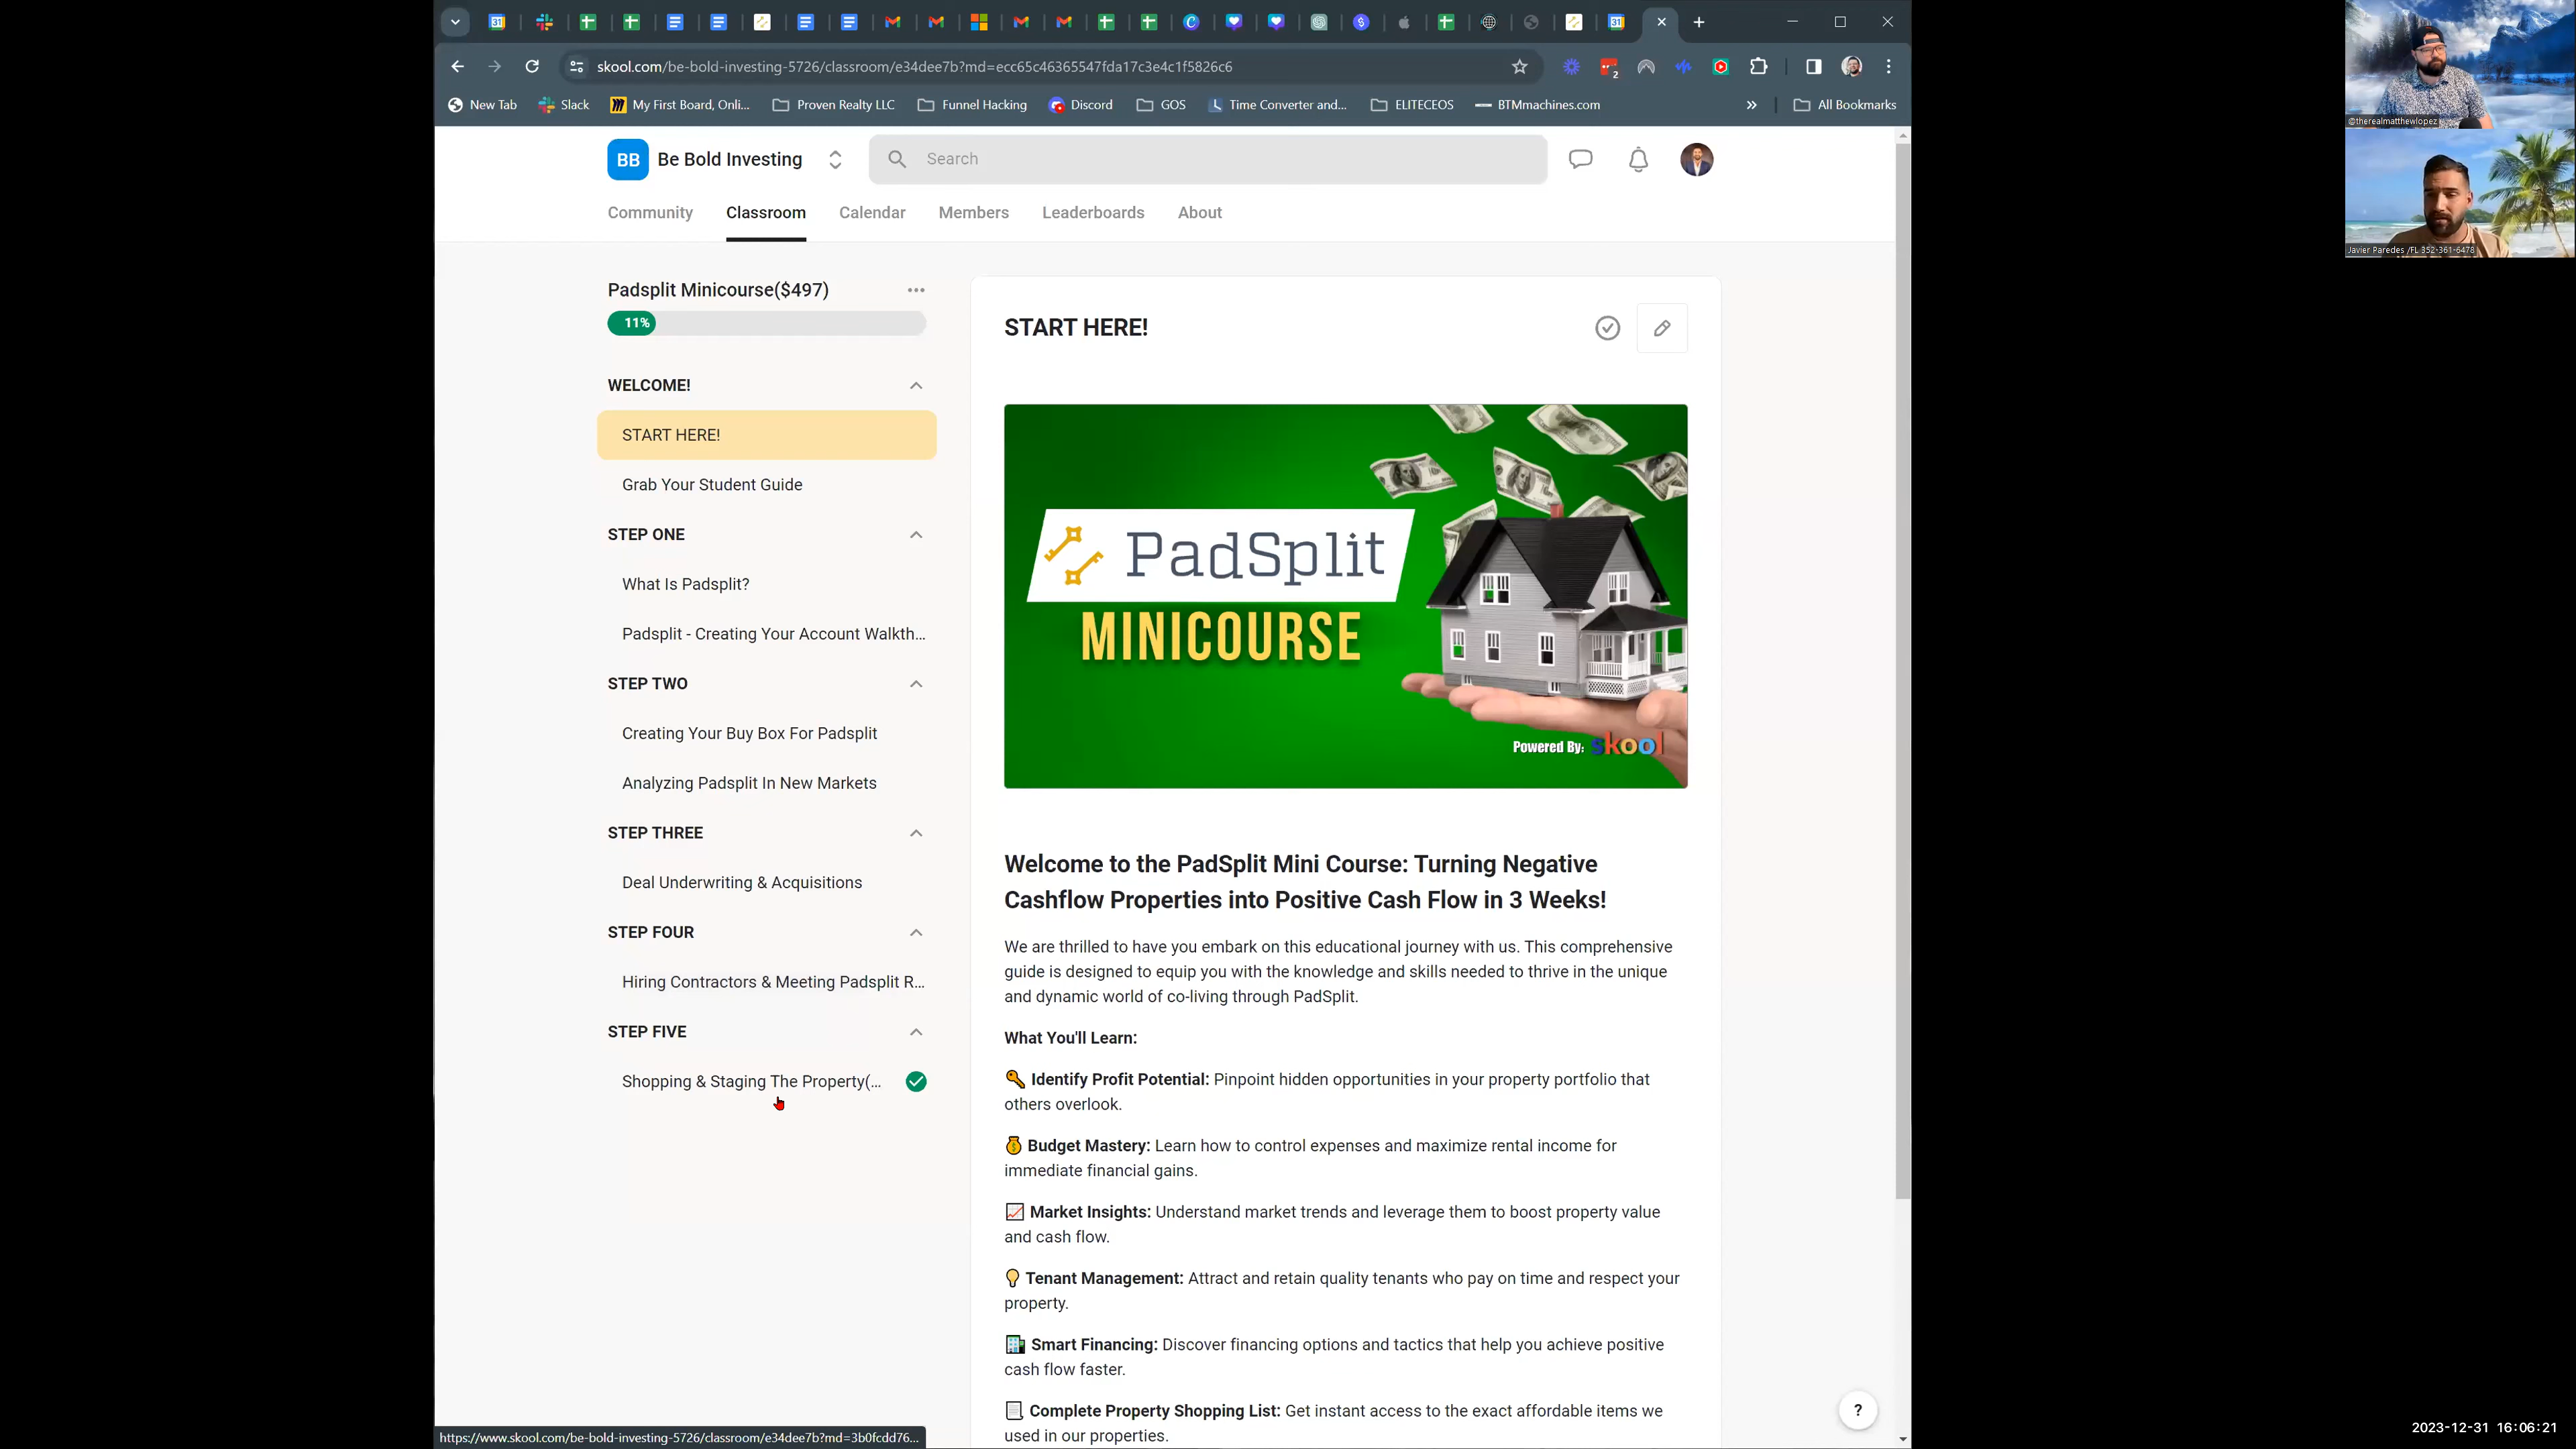 skool.com/be-bold-investing-5726/classroom/e34dee7b?md=ecc65c46365547fda17c3e4c1f5826c6
2
New Tab Slack My First Board, Onli... Proven Realty LLC Funnel Hacking Discord GOS Time Converter and... ELITECEOS BTMmachines.com » All Bookmarks
@therealmatthewlopez
Javier Paredes /FL 352-361-6478
BB Be Bold Investing
Search
Community Classroom Calendar Members Leaderboards About
Padsplit Minicourse($497)
11%
WELCOME!
START HERE!
Grab Your Student Guide
STEP ONE
What Is Padsplit?
Padsplit - Creating Your Account Walkth...
STEP TWO
Creating Your Buy Box For Padsplit
Analyzing Padsplit In New Markets
STEP THREE
Deal Underwriting & Acquisitions
STEP FOUR
Hiring Contractors & Meeting Padsplit R...
STEP FIVE
Shopping & Staging The Property(...
START HERE!
PadSplit
MINICOURSE
Powered By: skool
Welcome to the PadSplit Mini Course: Turning Negative
Cashflow Properties into Positive Cash Flow in 3 Weeks!
We are thrilled to have you embark on this educational journey with us. This comprehensive
guide is designed to equip you with the knowledge and skills needed to thrive in the unique
and dynamic world of co-living through PadSplit.
What You'll Learn:
🔑 Identify Profit Potential: Pinpoint hidden opportunities in your property portfolio that
others overlook.
💰 Budget Mastery: Learn how to control expenses and maximize rental income for
immediate financial gains.
📈 Market Insights: Understand market trends and leverage them to boost property value
and cash flow.
💡 Tenant Management: Attract and retain quality tenants who pay on time and respect your
property.
🏦 Smart Financing: Discover financing options and tactics that help you achieve positive
cash flow faster.
📃 Complete Property Shopping List: Get instant access to the exact affordable items we
used in our properties.
?
https://www.skool.com/be-bold-investing-5726/classroom/e34dee7b?md=3b0fcdd76...
2023-12-31 16:06:21